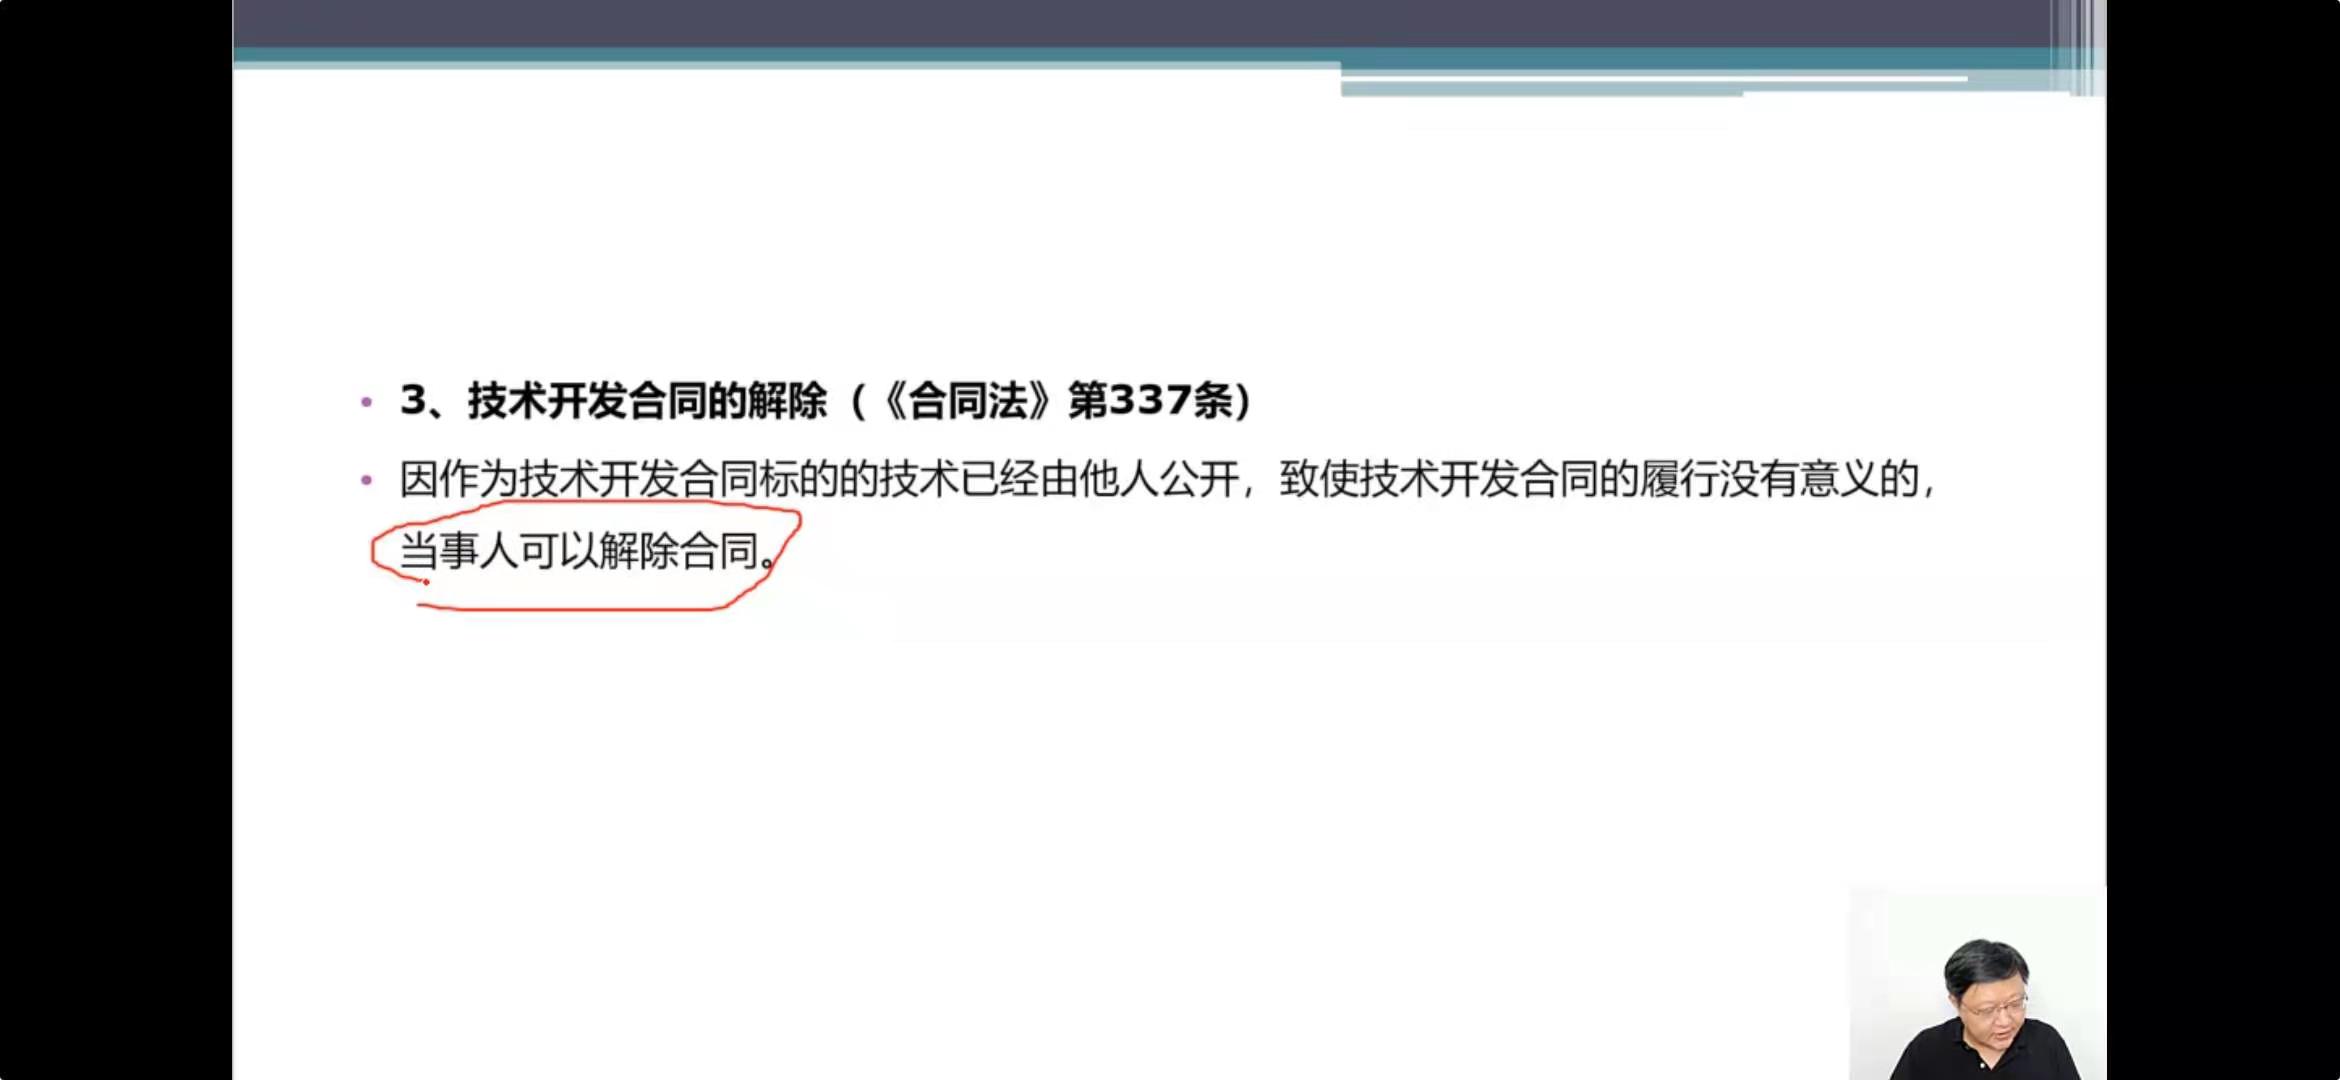 • 3、技术开发合同的解除（《合同法》第337条）
• 因作为技术开发合同标的的技术已经由他人公开，致使技术开发合同的履行没有意义的，
当事人可以解除合同。